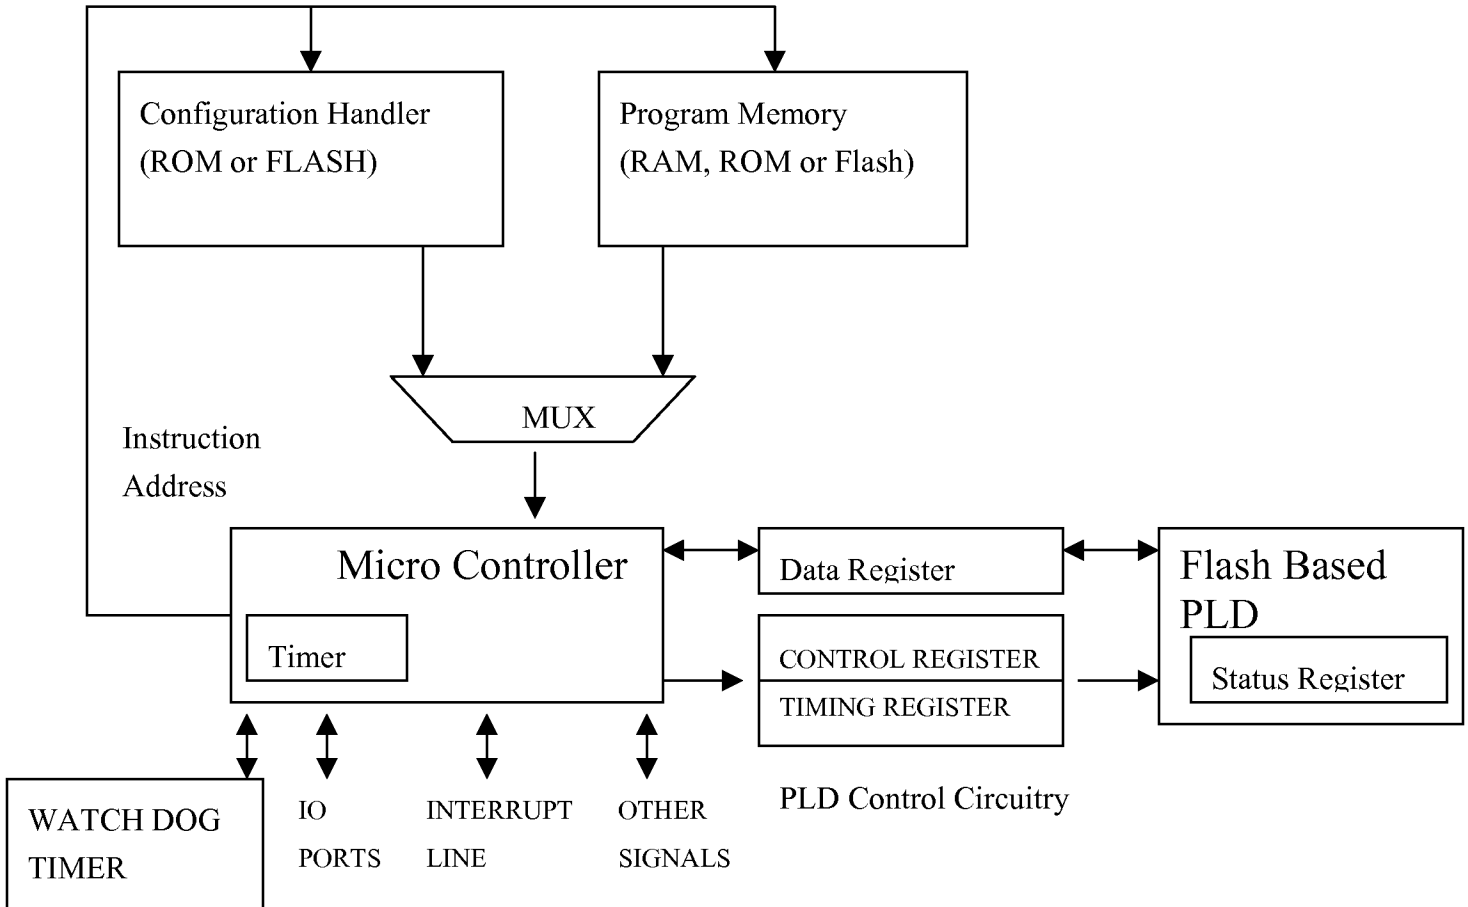 Configuration Handler
(ROM or FLASH)
Program Memory
(RAM, ROM or Flash)
MUX
Instruction
Address
Micro Controller
Timer
Data Register
CONTROL REGISTER
TIMING REGISTER
Flash Based
PLD
Status Register
WATCH DOG
TIMER
IO
PORTS
INTERRUPT
LINE
OTHER
SIGNALS
PLD Control Circuitry